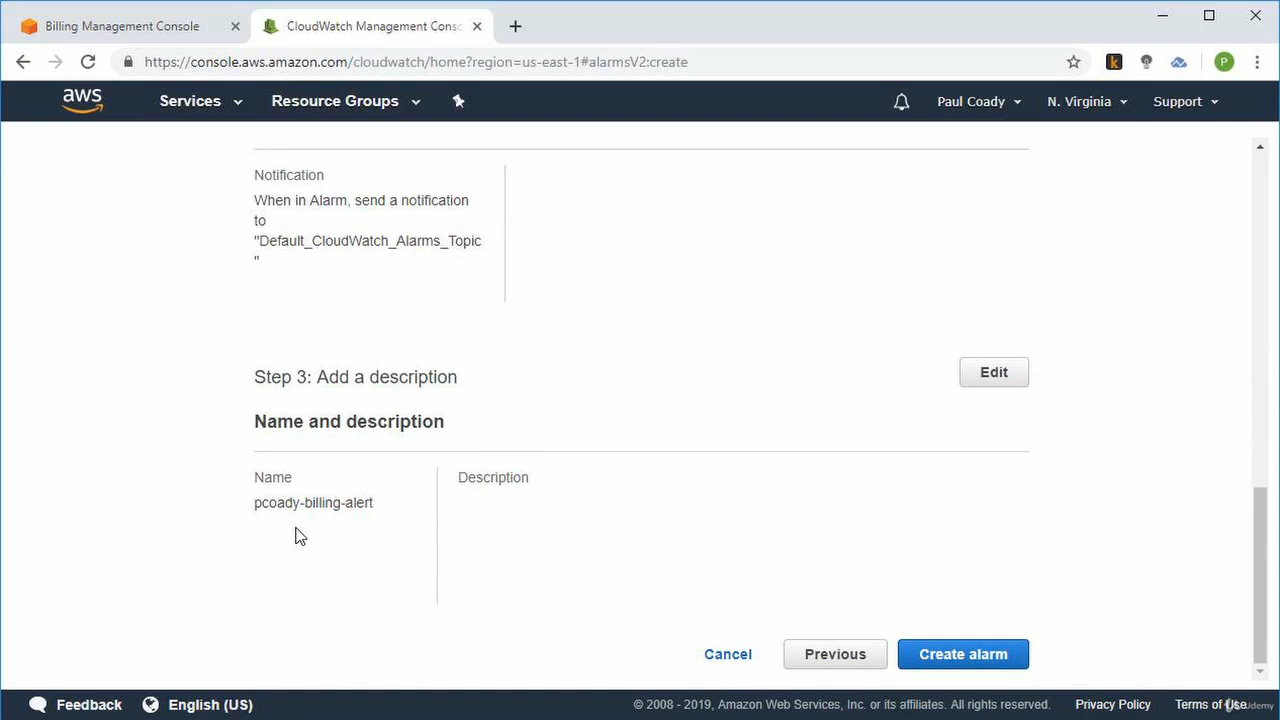 Billing Management Console
CloudWatch Management Conso
https://console.aws.amazon.com/cloudwatch/home?region=us-east-1#alarmsV2:create
k
P
aws
Services
Resource Groups
Paul Coady
N. Virginia
Support
Notification
When in Alarm, send a notification
to
"Default_CloudWatch_Alarms_Topic
"
Step 3: Add a description
Edit
Name and description
Name
Description
pcoady-billing-alert
Cancel
Previous
Create alarm
Feedback
English (US)
© 2008 - 2019, Amazon Web Services, Inc. or its affiliates. All rights reserved.
Privacy Policy
Terms of Use
Udemy